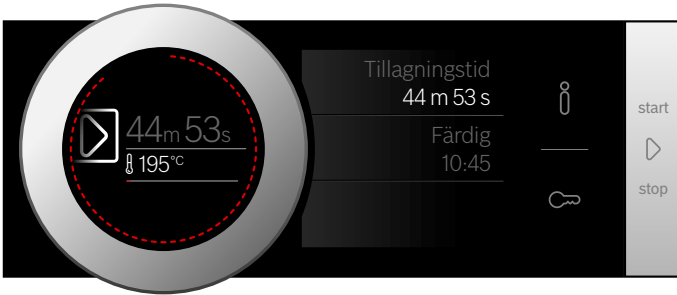 44m 53s
195°C
Tillagningstid
44 m 53 s
Färdig
10:45
start
stop